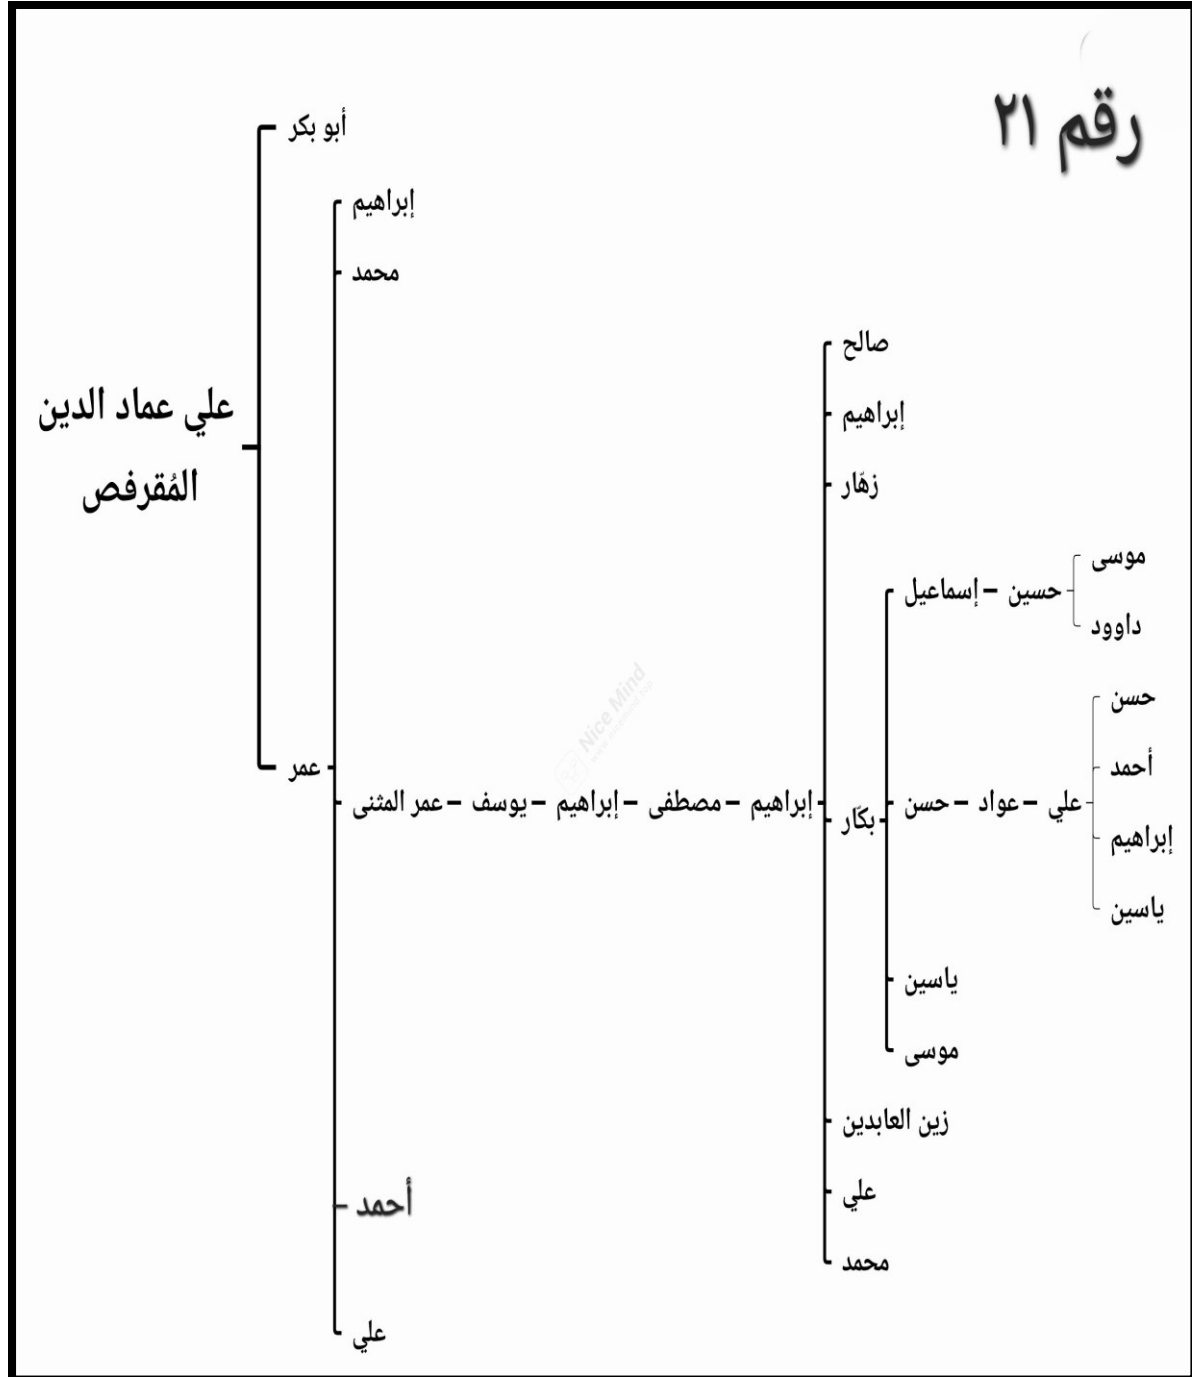 رقم ٢١
أبو بكر
إبراهيم
محمد
صالح
علي عماد الدين
المُقرفص
إبراهيم
زهّار
موسى
إسماعيل – حسين
داوود
حسن
عمر
أحمد
عمر المثنى – يوسف – إبراهيم – مصطفى – إبراهيم
بكّار
حسن – عواد – علي
إبراهيم
ياسين
ياسين
موسى
زين العابدين
علي
أحمد
محمد
علي
Nice Mind